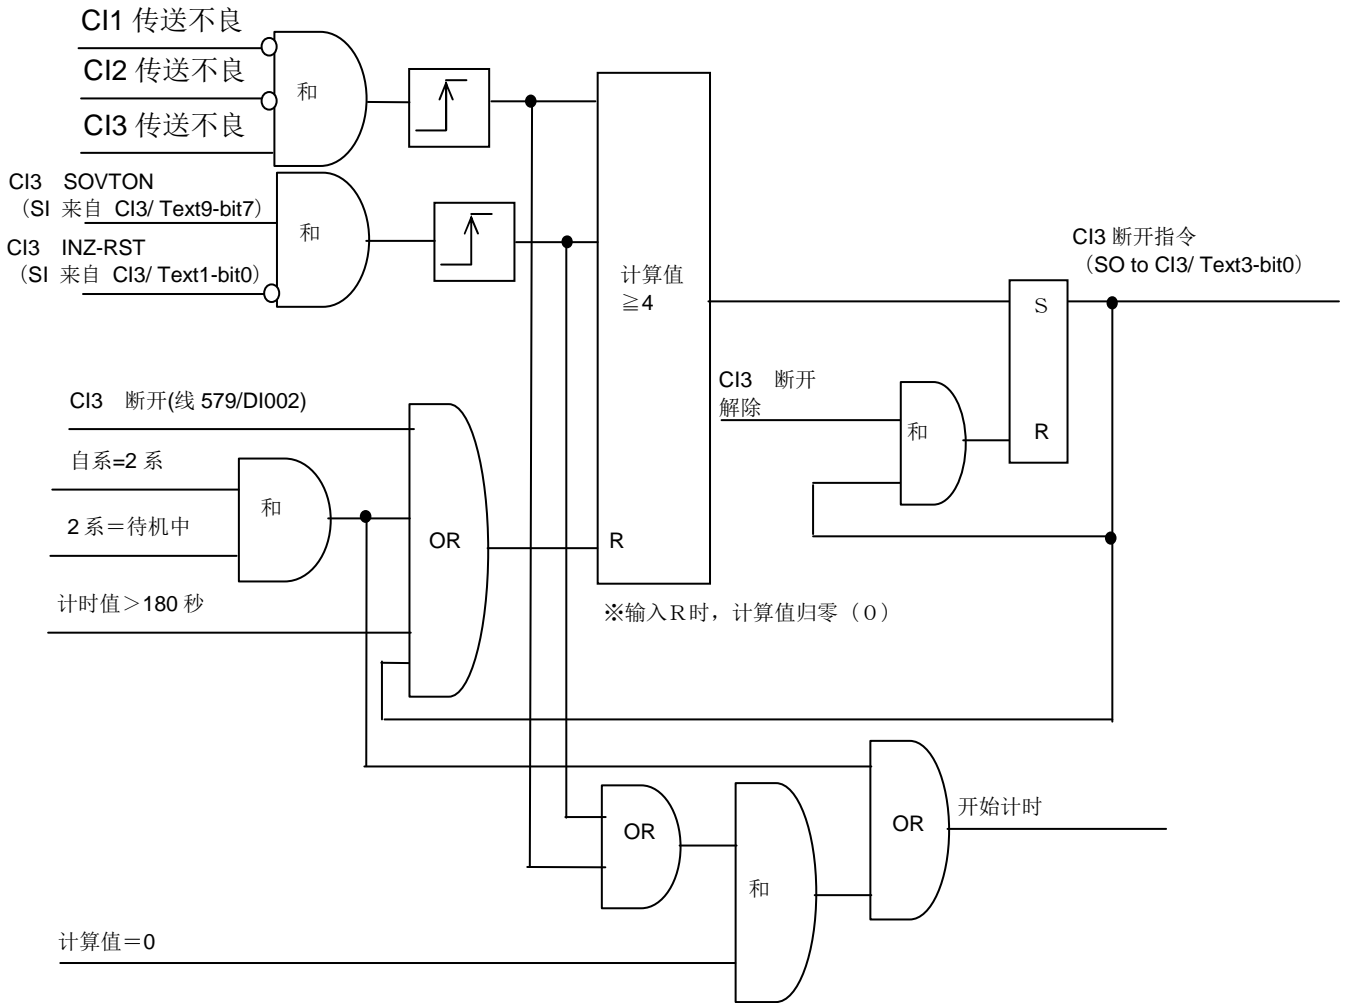 CI1 传送不良
CI2 传送不良
CI3 传送不良
和
CI3 SOVTON
（SI 来自 CI3/ Text9-bit7）
CI3 INZ-RST
（SI 来自 CI3/ Text1-bit0）
和
计算值
≧4
R
CI3 断开指令
（SO to CI3/ Text3-bit0）
S
R
CI3 断开
解除
和
CI3 断开(线 579/DI002)
自系=2 系
2 系＝待机中
和
计时值＞180 秒
OR
※输入R时，计算值归零（0）
OR
和
OR
开始计时
计算值＝0